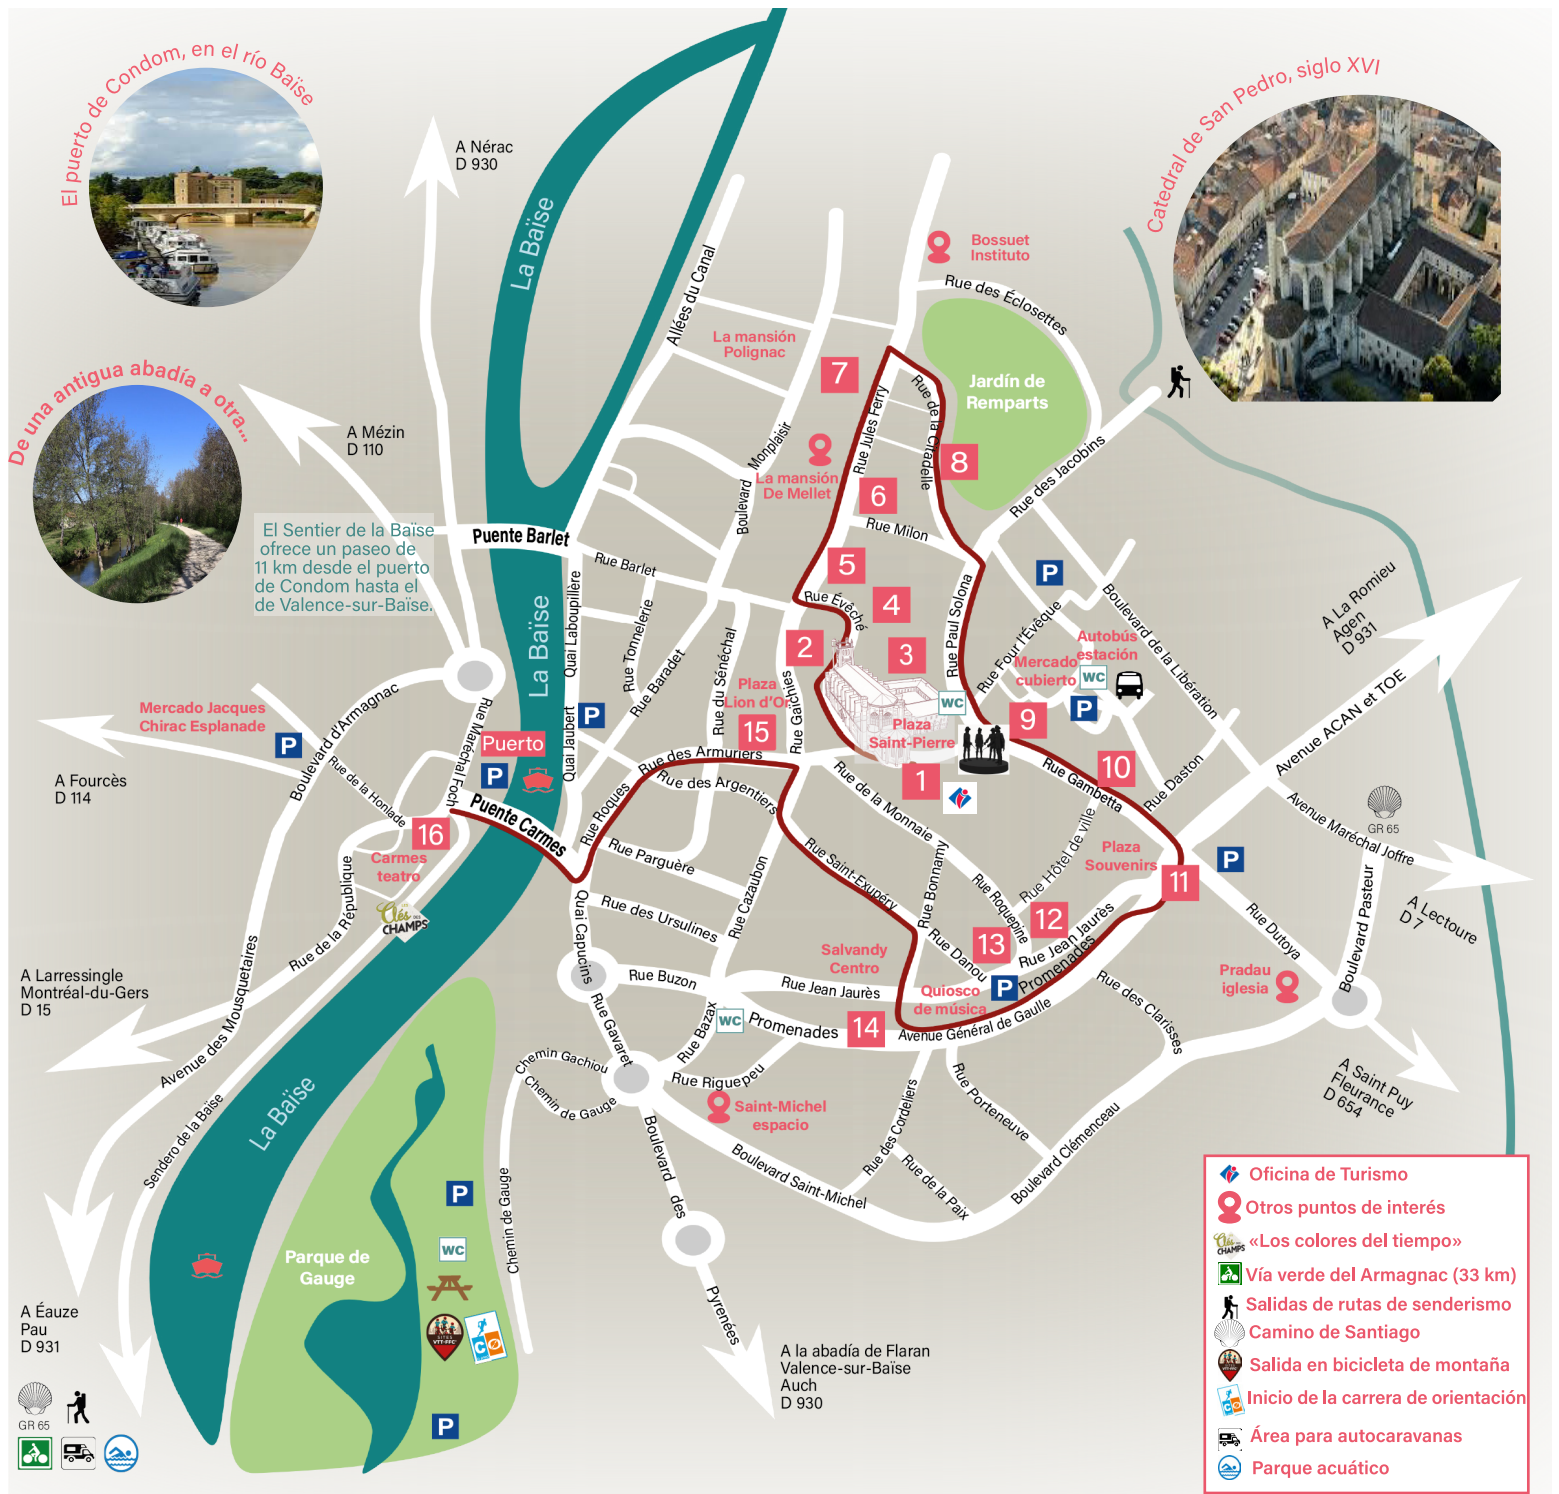 El puerto de Condom, en el río Baïse
Catedral de San Pedro, siglo XVI
De una antigua abadía a otra...
A Nérac
D 930
La Baïse
Allées du Canal
Bossuet
Instituto
Rue des Éclosettes
La mansión
Polignac
7
Jardín de
Remparts
Rue Jules Ferry
Rue de la Citadelle
8
A Mézin
D 110
Boulevard Monplaisir
La mansión
De Mellet
6
Rue des Jacobins
El Sentier de la Baïse
ofrece un paseo de
11 km desde el puerto
de Condom hasta el
de Valence-sur-Baïse.
Puente Barlet
Rue Barlet
Rue Milon
5
P
Rue Évêché
4
Rue Paul Solona
Rue Four l'Evêque
Boulevard de la Libération
A La Romieu
Agen
D 931
La Baïse
Quai Laboupillère
Rue Tonnelerie
Rue Baradet
Rue du Sénéchal
2
3
Autobús
estación
Mercado
cubierto
WC
P
Avenue ACAN et TOE
Boulevard d'Armagnac
Rue Maréchal Foch
Mercado Jacques
Chirac Esplanade
P
Plaza
Lion d'Or
15
Rue Gaichies
WC
Plaza
Saint-Pierre
9
P
Quai Jaubert
Puerto
P
A Fourcès
D 114
Rue de la Honlade
Rue des Armuriers
Rue des Argentiers
1
10
Rue Gambetta
Rue Daston
Avenue Maréchal Joffre
GR 65
Puente Carmes
Rue Roques
Rue de la Monnaie
Rue Hôtel de ville
16
Carmes
teatro
Rue Parguère
Rue Saint-Exupéry
Rue Bonnamy
Rue Roquepine
Plaza
Souvenirs
11
P
Rue de la République
Clés
DES
CHAMPS
Rue Cazaubon
Quai Capucins
Rue des Ursulines
12
13
Rue Danou
Rue Jean Jaurès
Promenades
Rue Dutoya
Boulevard Pasteur
A Lectoure
D 7
A Larressingle
Montréal-du-Gers
D 15
Avenue des Mousquetaires
Salvandy
Centro
Rue Buzon
Rue Jean Jaurès
Quiosco
de música
P
Pradau
iglesia
Rue des Clarisses
Rue Gavaret
Rue Bazax
WC
Promenades
14
Avenue Général de Gaulle
Chemin Gachiou
Chemin de Gauge
Rue Riguepeu
Saint-Michel
espacio
Rue des Cordeliers
Rue Porteneuve
A Saint Puy
Fleurance
D 654
La Baïse
Sendero de la Baïse
Boulevard des
Pyrenées
Boulevard Saint-Michel
Rue de la Paix
Boulevard Clémenceau
Chemin de Gauge
P
WC
Parque de
Gauge
SITES
VTT-FFC
CO
P
A Éauze
Pau
D 931
A la abadía de Flaran
Valence-sur-Baïse
Auch
D 930
GR 65
Oficina de Turismo
Otros puntos de interés
Clés
CHAMPS
«Los colores del tiempo»
Vía verde del Armagnac (33 km)
Salidas de rutas de senderismo
Camino de Santiago
Salida en bicicleta de montaña
CO
Inicio de la carrera de orientación
Área para autocaravanas
Parque acuático